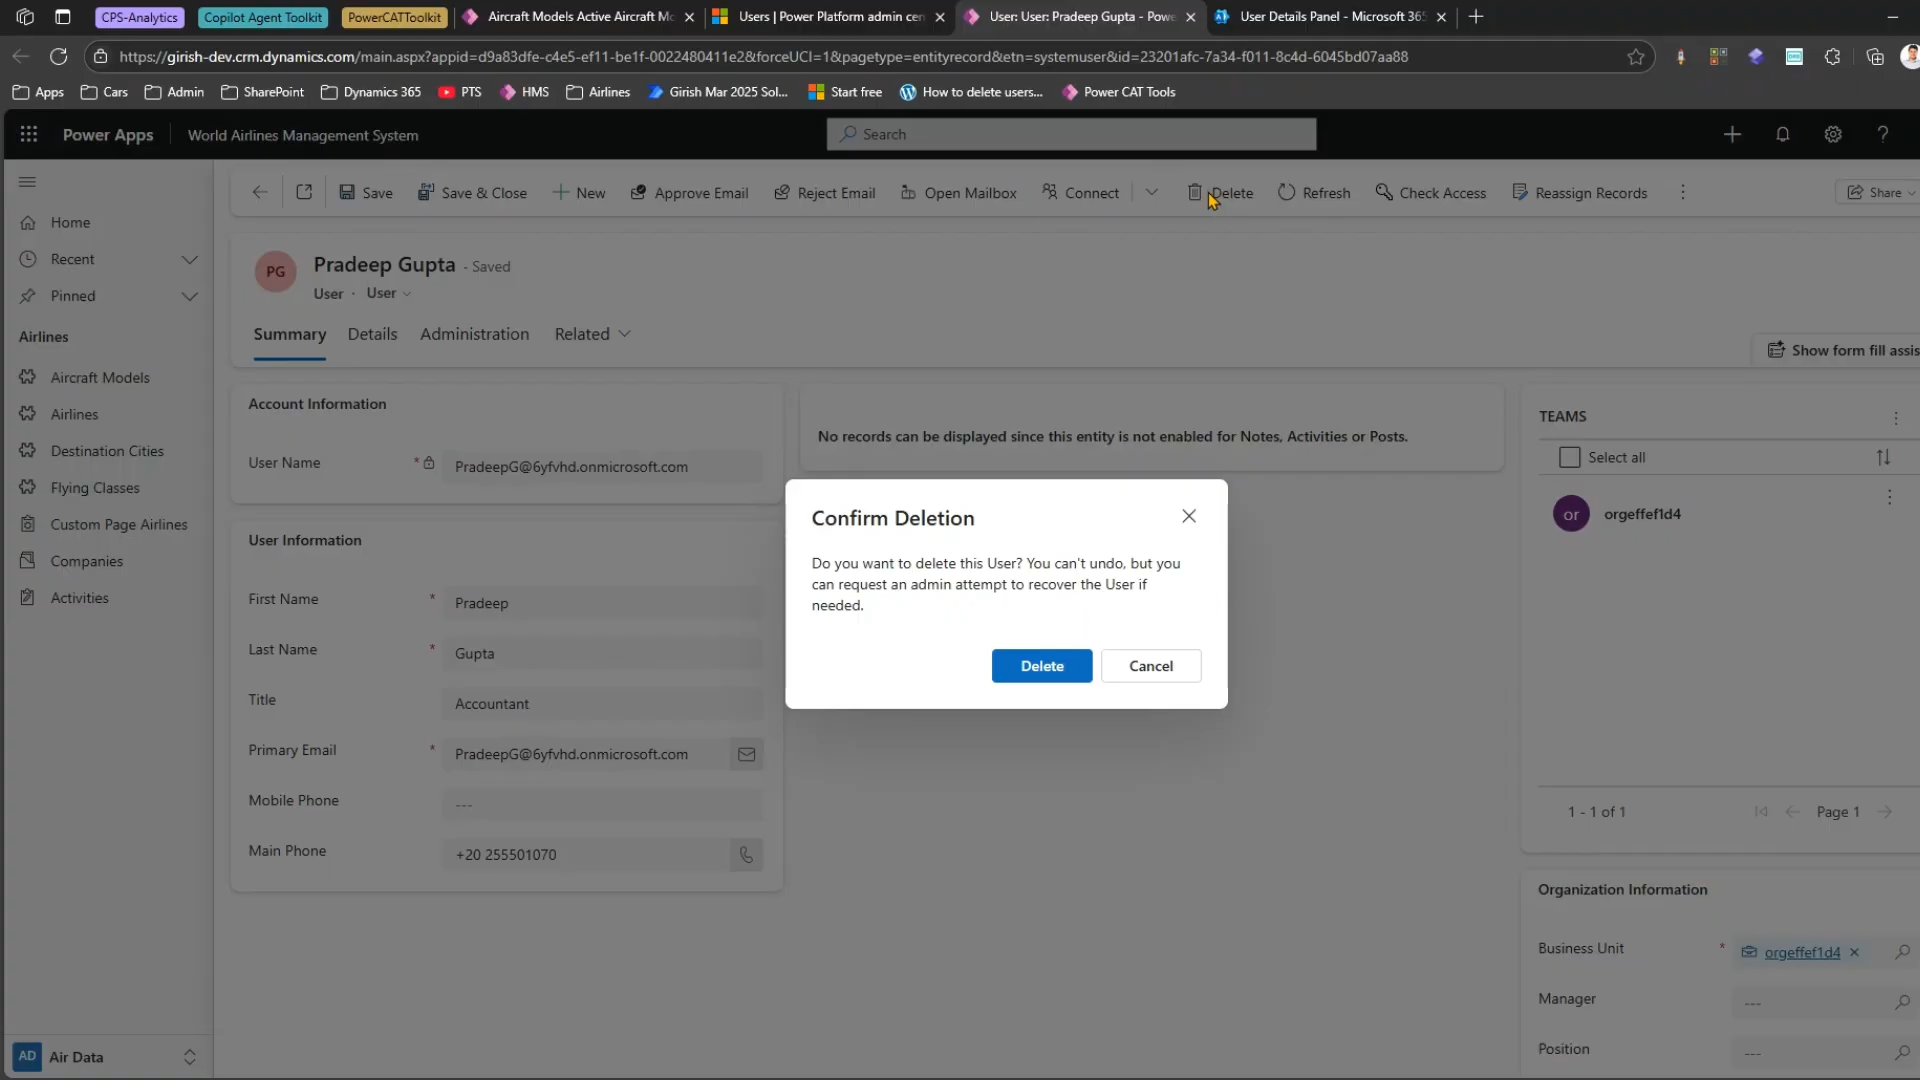 CPS-Analytics
Copilot Agent Toolkit
PowerCATToolkit
Aircraft Models Active Aircraft Mo
Users | Power Platform admin cen
User: User: Pradeep Gupta - Powe
User Details Panel - Microsoft 365
https://girish-dev.crm.dynamics.com/main.aspx?appid=d9a83dfe-c4e5-ef11-be1f-0022480411e2&forceUCI=1&pagetype=entityrecord&etn=systemuser&id=23201afc-7a34-f011-8c4d-6045bd07aa88
Apps
Cars
Admin
SharePoint
Dynamics 365
PTS
HMS
Airlines
Girish Mar 2025 Sol...
Start free
How to delete users...
Power CAT Tools
Power Apps
World Airlines Management System
Search
Save
Save & Close
New
Approve Email
Reject Email
Open Mailbox
Connect
Delete
Refresh
Check Access
Reassign Records
Share
Home
Recent
Pinned
Airlines
Aircraft Models
Airlines
Destination Cities
Flying Classes
Custom Page Airlines
Companies
Activities
AD
Air Data
PG
Pradeep Gupta - Saved
User · User
Summary
Details
Administration
Related
Show form fill assis
Account Information
User Name * PradeepG@6yfvhd.onmicrosoft.com
User Information
First Name * Pradeep
Last Name * Gupta
Title Accountant
Primary Email * PradeepG@6yfvhd.onmicrosoft.com
Mobile Phone ---
Main Phone +20 255501070
No records can be displayed since this entity is not enabled for Notes, Activities or Posts.
Confirm Deletion
Do you want to delete this User? You can't undo, but you
can request an admin attempt to recover the User if
needed.
Delete
Cancel
TEAMS
Select all
or
orgeffef1d4
1 - 1 of 1
Page 1
Organization Information
Business Unit * orgeffef1d4
Manager ---
Position ---